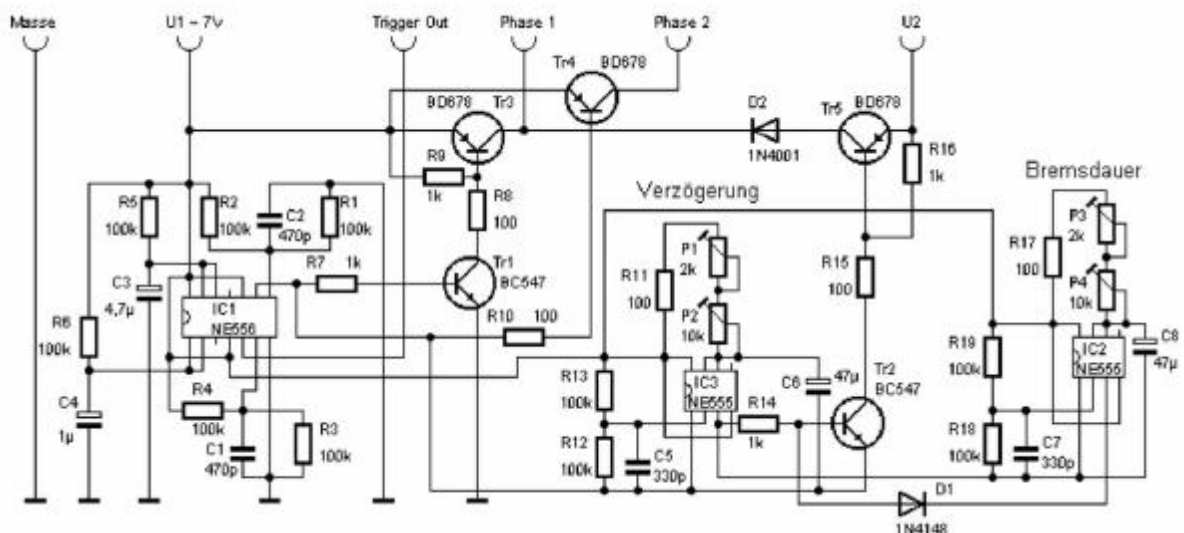 Masse U1 - 7V Trigger Out Phase 1 Phase 2 U2
Tr4 BD678
BD678 Tr3
D2
1N4001
Tr5 BD678
R16
1k
R9
1k
R8
100
Verzögerung
Bremsdauer
R5
100k
R2
100k
C2
470p
R1
100k
R7 1k
Tr1
BC547
C3
4,7µ
IC1
NE556
R10 100
R6
100k
R4
100k
C4
1µ
C1
470p
R3
100k
R11
100
P1
2k
P2
10k
R15
100
R17
100
P3
2k
P4
10k
R13
100k
IC3
NE555
C6 47µ
R14
1k
Tr2
BC547
R12
100k
C5
330p
R19
100k
IC2
NE555
C8
47µ
R18
100k
C7
330p
D1
1N4148